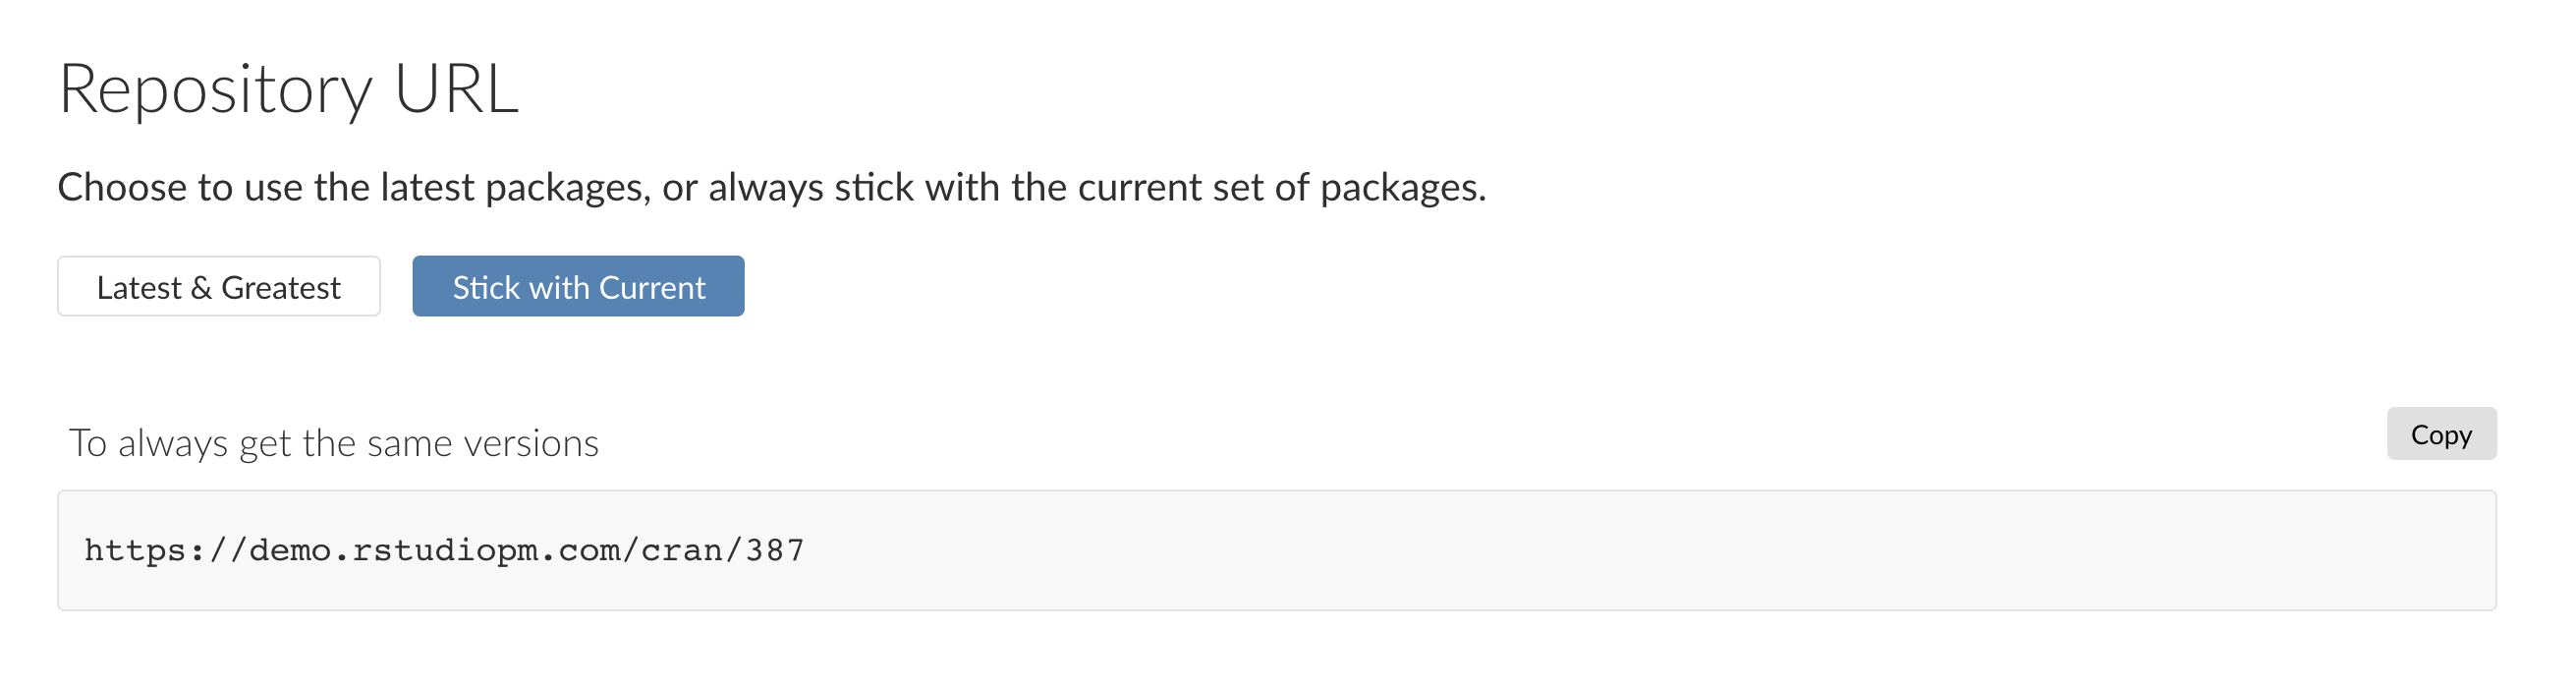 Repository URL
Choose to use the latest packages, or always stick with the current set of packages.
Latest & Greatest
Stick with Current
To always get the same versions
Copy
https://demo.rstudiopm.com/cran/387